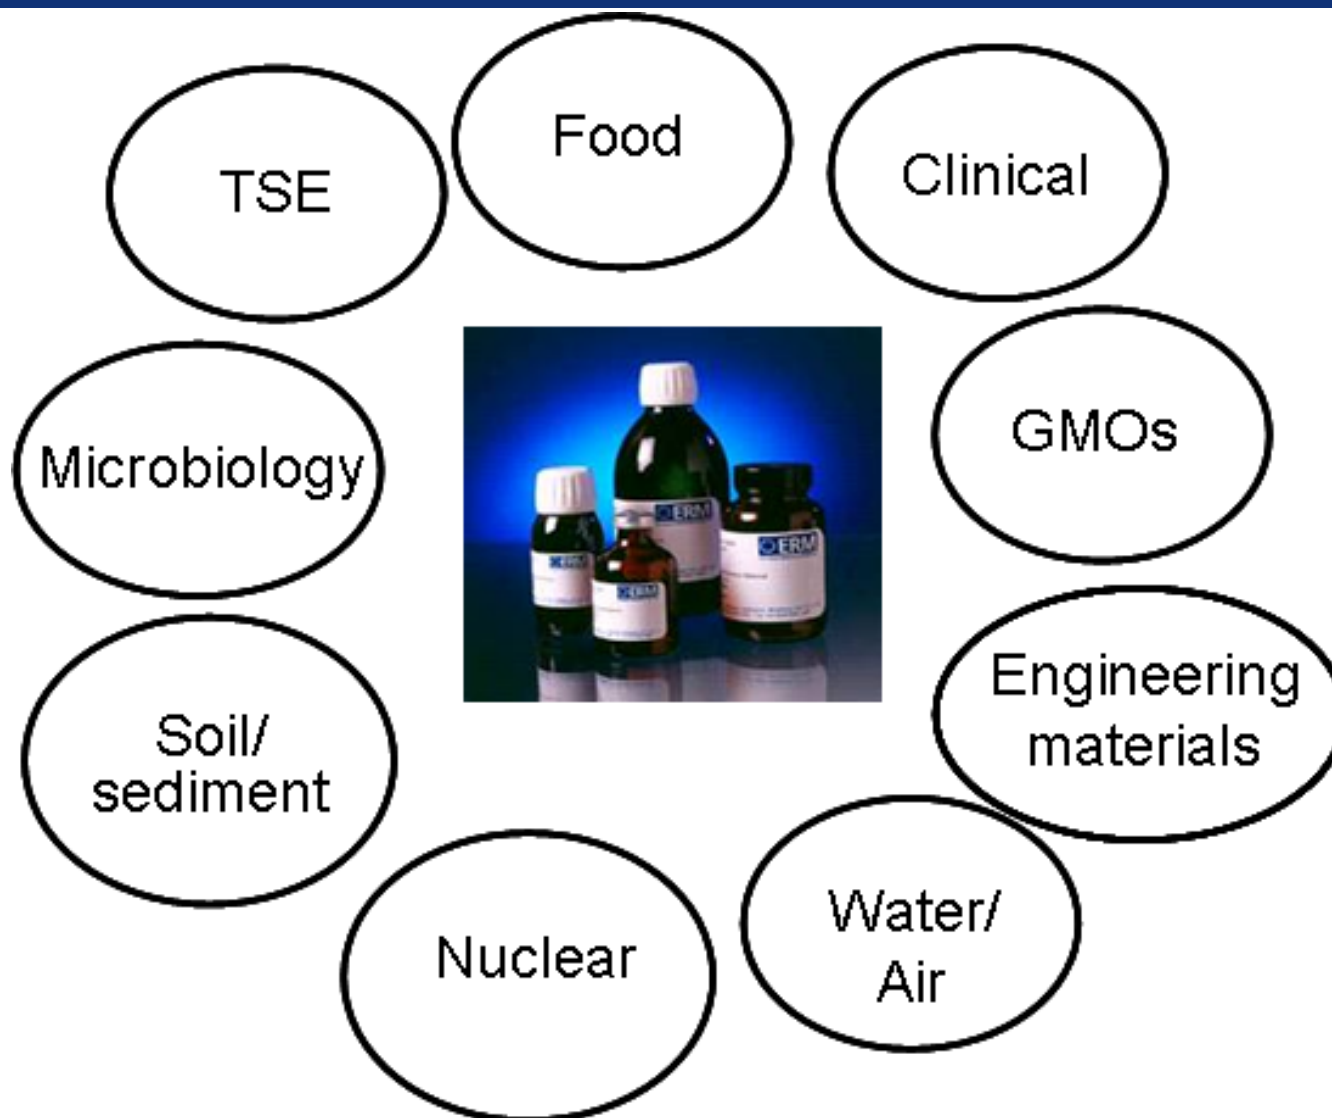 Food
Clinical
TSE
GMOs
Microbiology
ERM
ERM
ERM
ERM
Engineering
materials
Soil/
sediment
Water/
Air
Nuclear